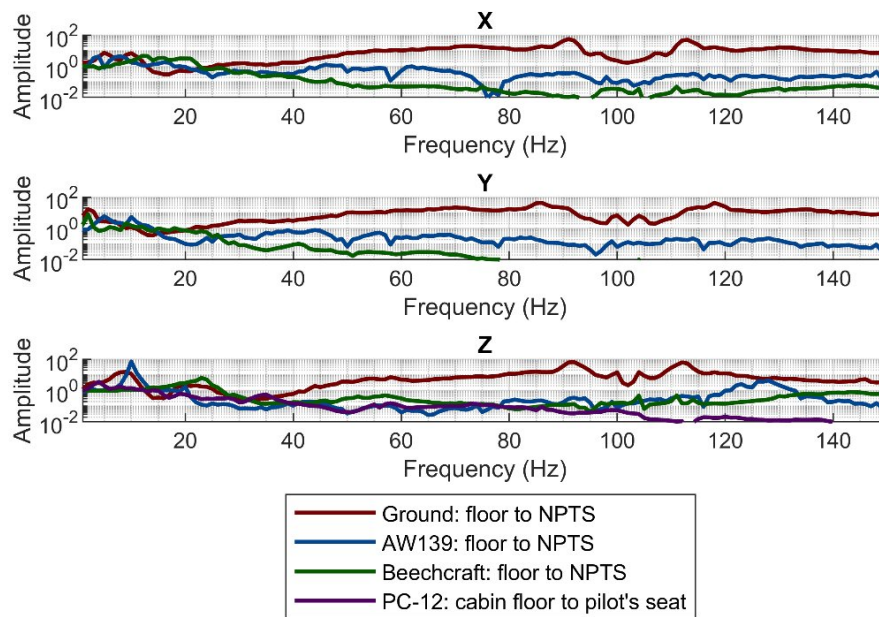 X
Amplitude
10^2
10^0
10^-2
20 40 60 80 100 120 140
Frequency (Hz)
Y
Amplitude
10^2
10^0
10^-2
20 40 60 80 100 120 140
Frequency (Hz)
Z
Amplitude
10^2
10^0
10^-2
20 40 60 80 100 120 140
Frequency (Hz)
Ground: floor to NPTS
AW139: floor to NPTS
Beechcraft: floor to NPTS
PC-12: cabin floor to pilot's seat